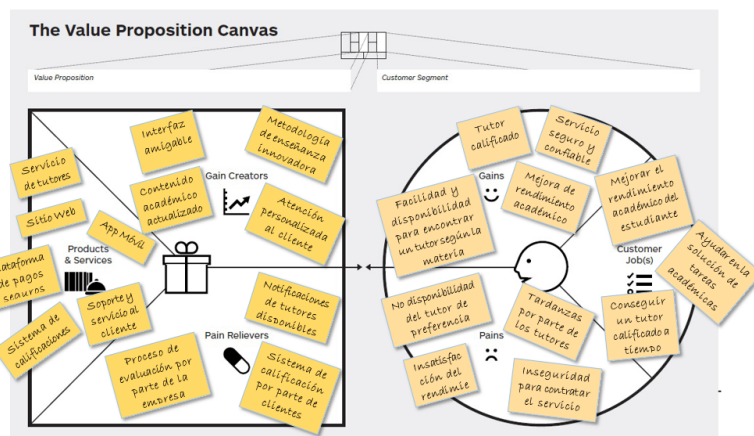 The Value Proposition Canvas
Value Proposition
Customer Segment
Servicio
de tutores
Sitio Web
App Móvil
Products
& Services
ataforma
de pagos
seguros
Soporte y
servicio al
cliente
Sistema de
calificaciones
Interfaz
amigable
Metodología
de enseñanza
innovadora
Gain Creators
Contenido
académico
actualizado
Atención
personalizada
al cliente
Notificaciones
de tutores
disponibles
Pain Relievers
Proceso de
evaluación por
parte de la
empresa
Sistema de
calificación
por parte de
clientes
Tutor
calificado
Servicio
seguro y
confiable
Gains
Facilidad y
disponibilidad
para encontrar
un tutor según la
materia
Mejora de
rendimiento
académico
Mejorar el
rendimiento
académico del
estudiante
Customer
Job(s)
Ayudar en la
solución de
tareas
académicas
Conseguir
un tutor
calificado a
tiempo
No disponibilidad
del tutor de
preferencia
Tardanzas
por parte de
los tutores
Pains
Insatisfac
ción del
rendimie
Inseguridad
para contratar
el servicio